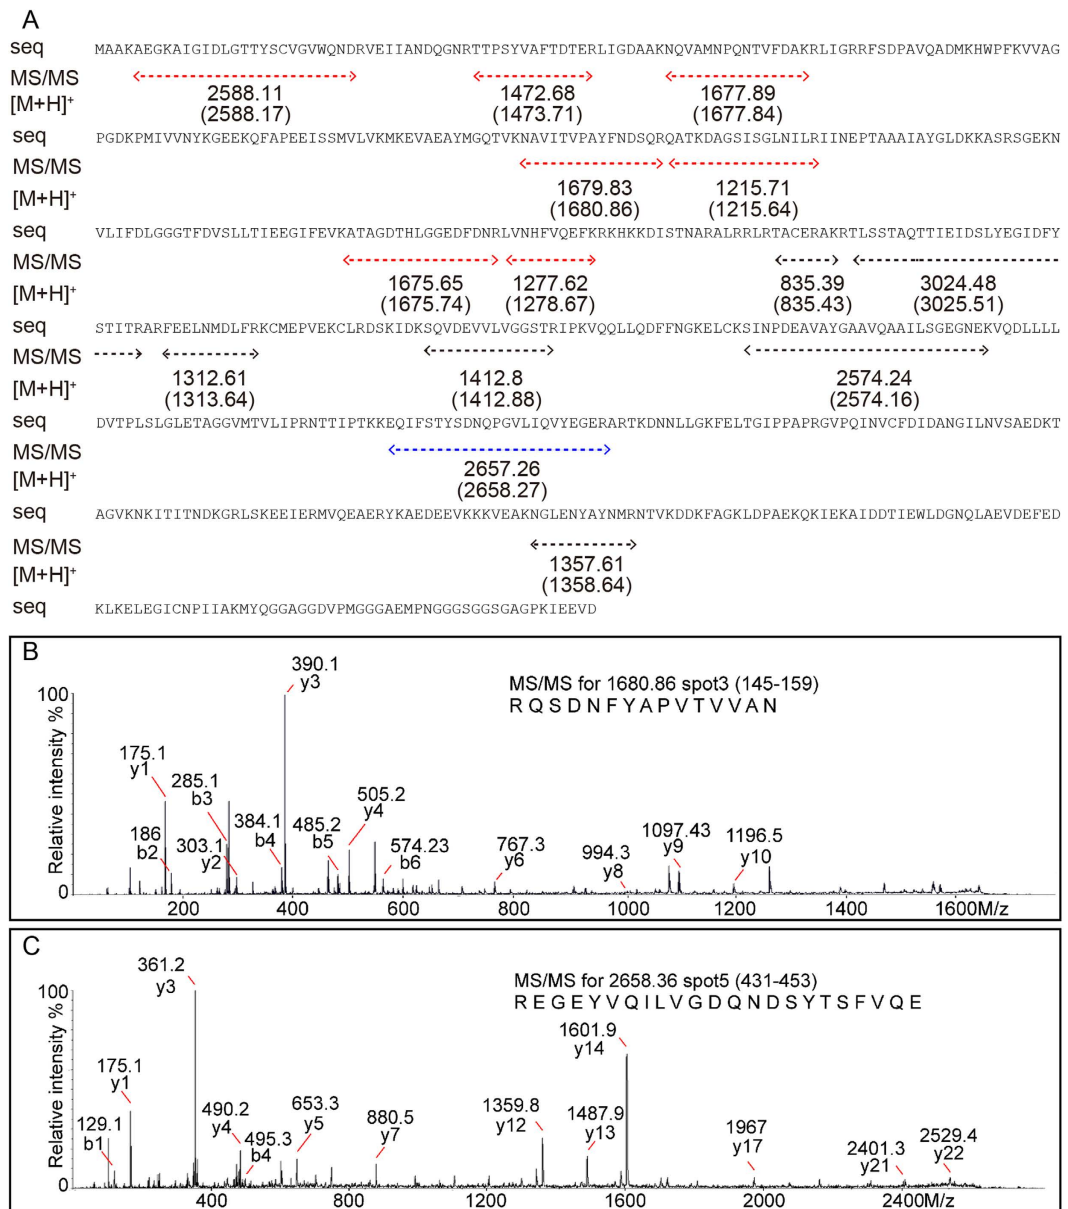 A
seq MAAKAEGKAIGIDLGTTYSCVGVWQNDRVEIIANDQGNRTTPSYVAFTDTERLIGDAAKNQVAMNPQNTVFDAKRLIGRRFSDPAVQADMKHWPFKVVAG
MS/MS
2588.11 1472.68 1677.89
[M+H]+
(2588.17) (1473.71) (1677.84)
seq PGDKPMIVVNYKGEEKQFAPEEISSMVLVKMKEVAEAYMGQTVKNAVITVPAYFNDSQRQATKDAGSISGLNILRIINEPTAAAIAYGLDKKASRSGEKN
MS/MS
1679.83 1215.71
[M+H]+
(1680.86) (1215.64)
seq VLIFDLGGGTFDVSLLTIEEGIFEVKATAGDTHLGGEDFDNRLVNHFVQEFKRKHKKDISTNARALRRLRTACERAKRTLSSTAQTTIEIDSLYEGIDFY
MS/MS
1675.65 1277.62 835.39 3024.48
[M+H]+
(1675.74) (1278.67) (835.43) (3025.51)
seq STITRARFEELNMDLFRKCMEPVEKCLRDSKIDKSQVDEVVLVGGSTRIPKVQQLLQDFFNGKELCKSINPDEAVAYGAAVQAAILSGEGNEKVQDLLLL
MS/MS
1312.61 1412.8 2574.24
[M+H]+
(1313.64) (1412.88) (2574.16)
seq DVTPLSLGLETAGGVMTVLIPRNTTIPTKKEQIFSTYSDNQPGVLIQVYEGERARTKDNNLLGKFELTGIPPAPRGVPQINVCFDIDANGILNVSAEDKT
MS/MS
2657.26
[M+H]+
(2658.27)
seq AGVKNKITITNDKGRLSKEEIERMVQEAERYKAEDEEVKKKVEAKNGLENYAYNMRNTVKDDKFAGKLDPAEKQKIEKAIDDTIEWLDGNQLAEVDEFED
MS/MS
1357.61
[M+H]+
(1358.64)
seq KLKELEGICNPIIAKMYQGGAGGDVPMGGGAEMPNGGGSGGSGAGPKIEEVD
B
MS/MS for 1680.86 spot3 (145-159)
R Q S D N F Y A P V T V V A N
Relative intensity %
100
0
390.1
y3
175.1
y1
285.1
b3
186
b2
303.1
y2
384.1
b4
485.2
b5
505.2
y4
574.23
b6
767.3
y6
994.3
y8
1097.43
y9
1196.5
y10
200 400 600 800 1000 1200 1400 1600M/z
C
MS/MS for 2658.36 spot5 (431-453)
R E G E Y V Q I L V G D Q N D S Y T S F V Q E
Relative intensity %
100
0
361.2
y3
175.1
y1
129.1
b1
490.2
y4
495.3
b4
653.3
y5
880.5
y7
1359.8
y12
1487.9
y13
1601.9
y14
1967
y17
2401.3
y21
2529.4
y22
400 800 1200 1600 2000 2400M/z